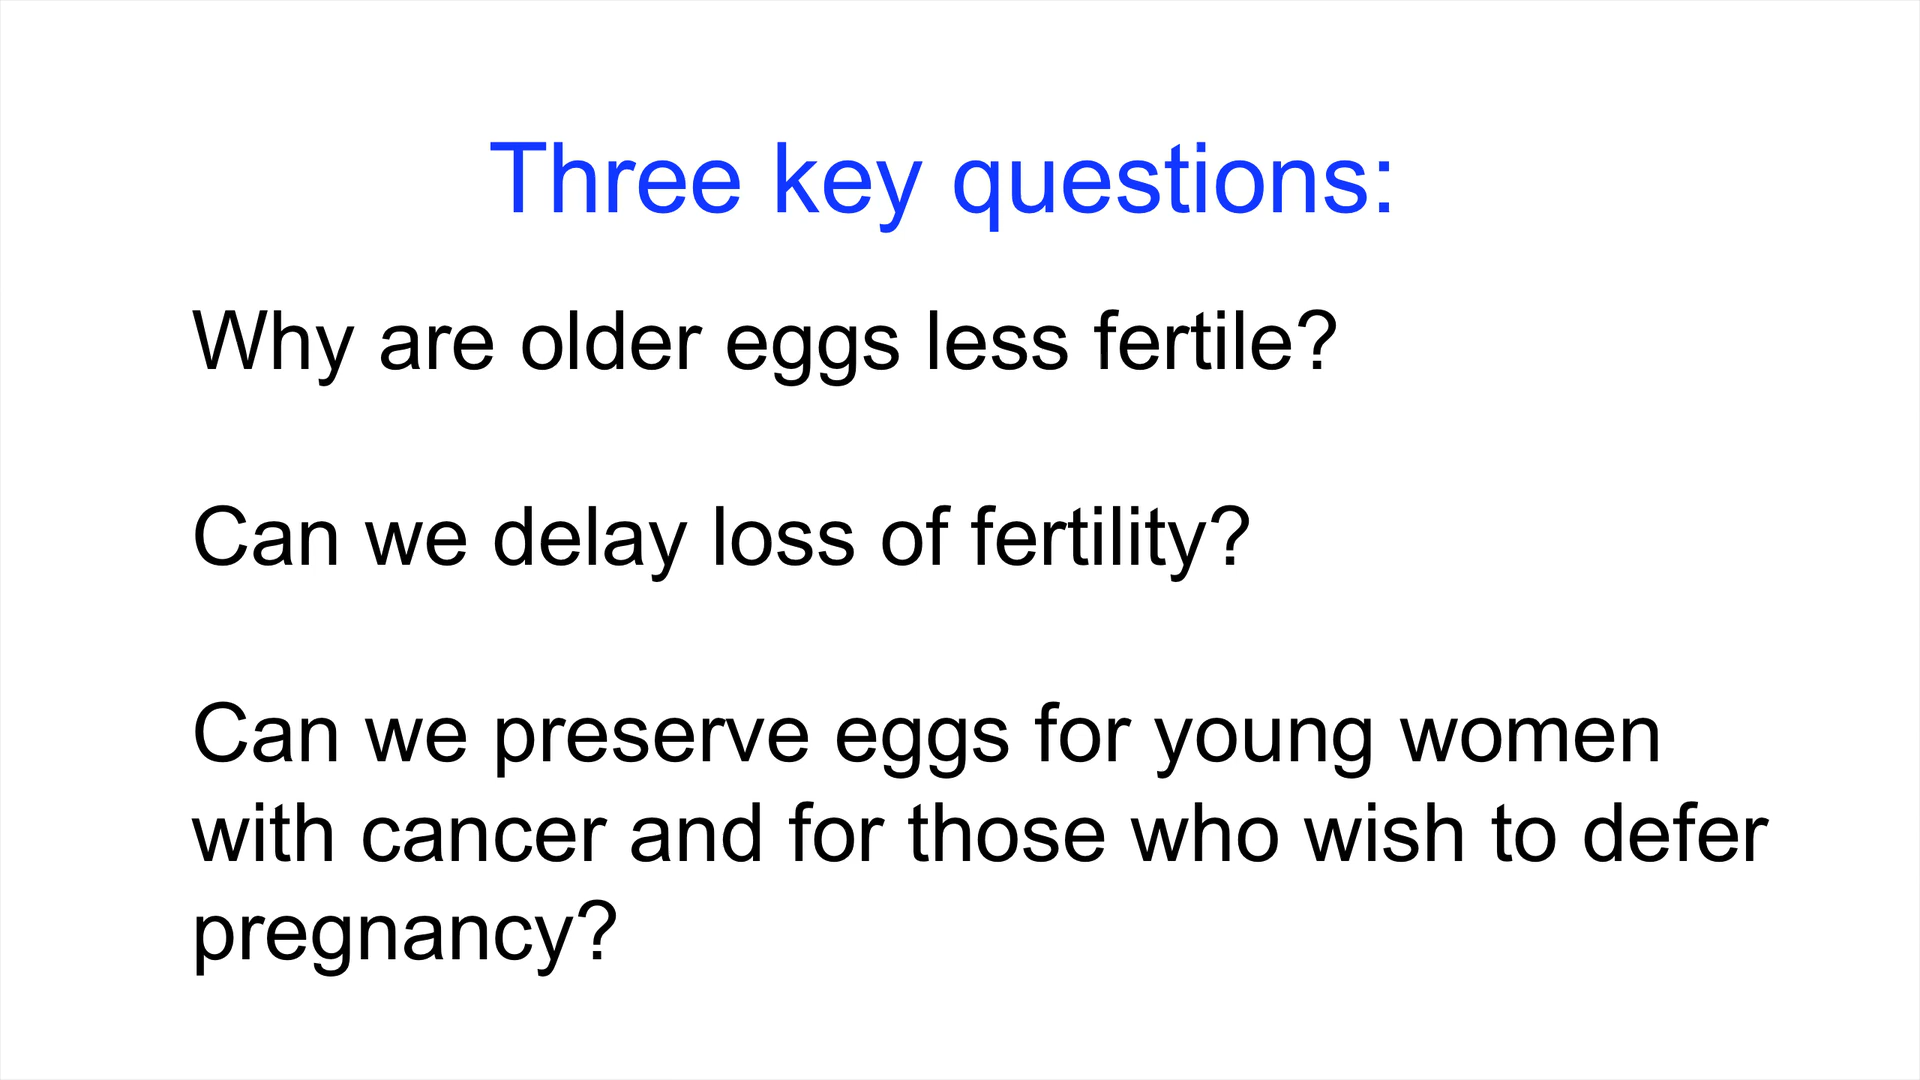 Three key questions:
Why are older eggs less fertile?
Can we delay loss of fertility?
Can we preserve eggs for young women
with cancer and for those who wish to defer
pregnancy?